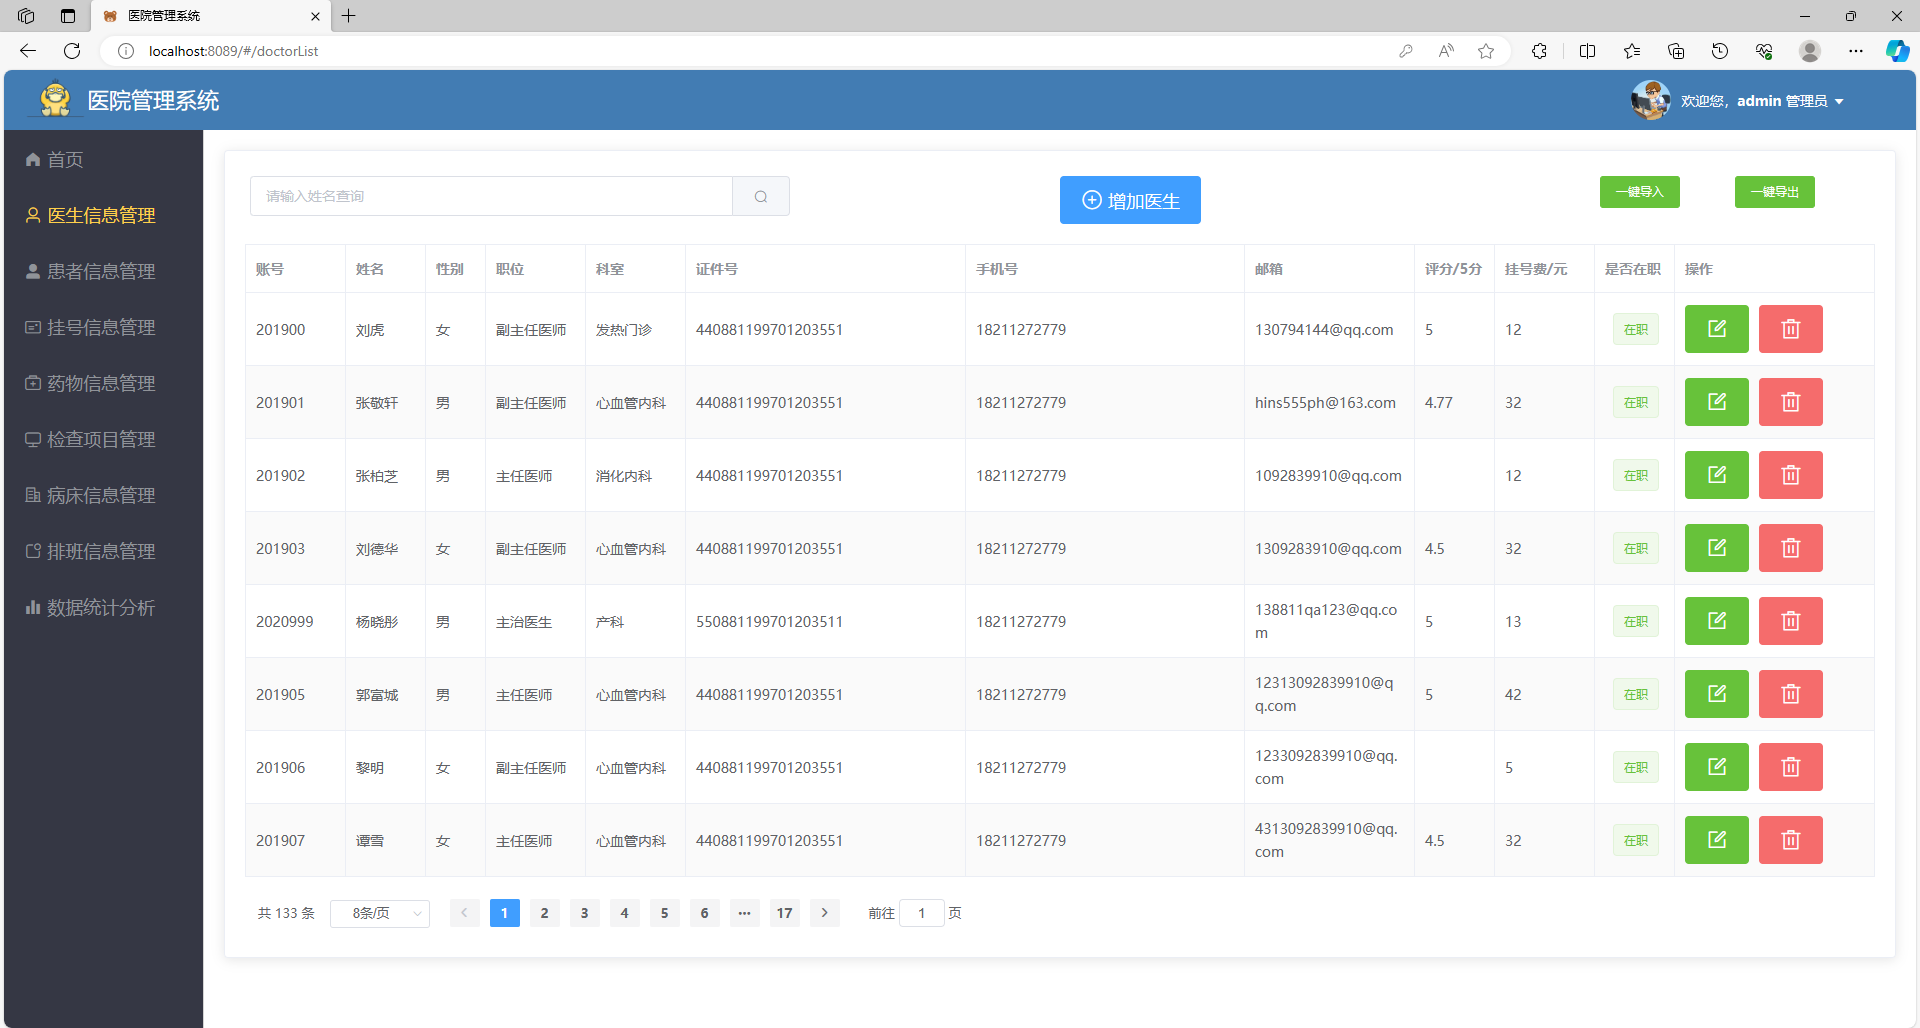 医院管理系统
localhost:8089/#/doctorList
医院管理系统
欢迎您，admin 管理员
首页
医生信息管理
患者信息管理
挂号信息管理
药物信息管理
检查项目管理
病床信息管理
排班信息管理
数据统计分析
请输入姓名查询
增加医生
一键导入
一键导出
账号 姓名 性别 职位 科室 证件号 手机号 邮箱 评分/5分 挂号费/元 是否在职 操作
201900 刘虎 女 副主任医师 发热门诊 440881199701203551 18211272779 130794144@qq.com 5 12 在职
201901 张敬轩 男 副主任医师 心血管内科 440881199701203551 18211272779 hins555ph@163.com 4.77 32 在职
201902 张柏芝 男 主任医师 消化内科 440881199701203551 18211272779 1092839910@qq.com 12 在职
201903 刘德华 女 副主任医师 心血管内科 440881199701203551 18211272779 1309283910@qq.com 4.5 32 在职
2020999 杨晓彤 男 主治医生 产科 550881199701203511 18211272779 138811qa123@qq.co
m 5 13 在职
201905 郭富城 男 主任医师 心血管内科 440881199701203551 18211272779 12313092839910@q
q.com 5 42 在职
201906 黎明 女 副主任医师 心血管内科 440881199701203551 18211272779 1233092839910@qq.
com 5 在职
201907 谭雪 女 主任医师 心血管内科 440881199701203551 18211272779 4313092839910@qq.
com 4.5 32 在职
共 133 条 8条/页 1 2 3 4 5 6 ··· 17 前往 1 页